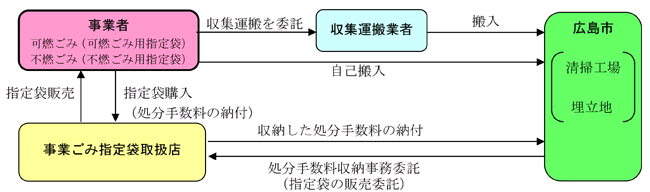 事業者
可燃ごみ(可燃ごみ用指定袋)
不燃ごみ(不燃ごみ用指定袋)
収集運搬を委託
収集運搬業者
搬入
広島市
清掃工場
埋立地
自己搬入
指定袋販売
指定袋購入
(処分手数料の納付)
事業ごみ指定袋取扱店
収納した処分手数料の納付
処分手数料収納事務委託
(指定袋の販売委託)